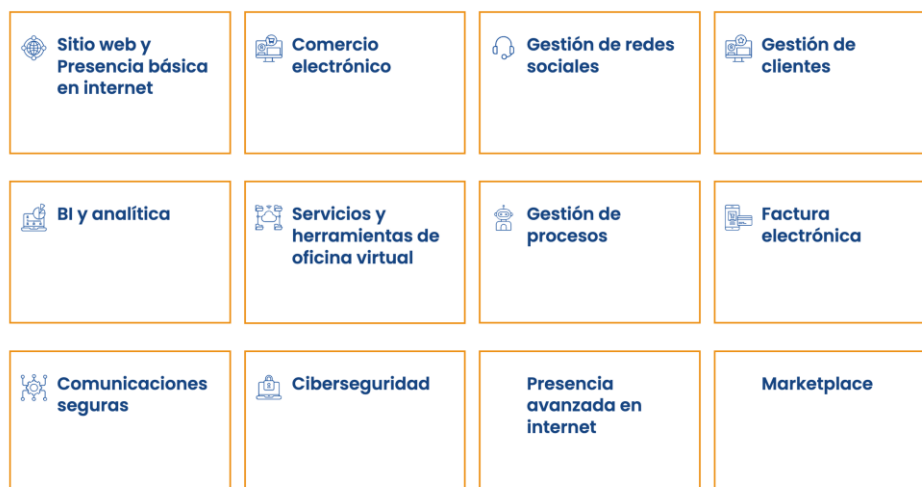 Sitio web y
Presencia básica
en internet
Comercio
electrónico
Gestión de redes
sociales
Gestión de
clientes
BI y analítica
Servicios y
herramientas de
oficina virtual
Gestión de
procesos
Factura
electrónica
Comunicaciones
seguras
Ciberseguridad
Presencia
avanzada en
internet
Marketplace